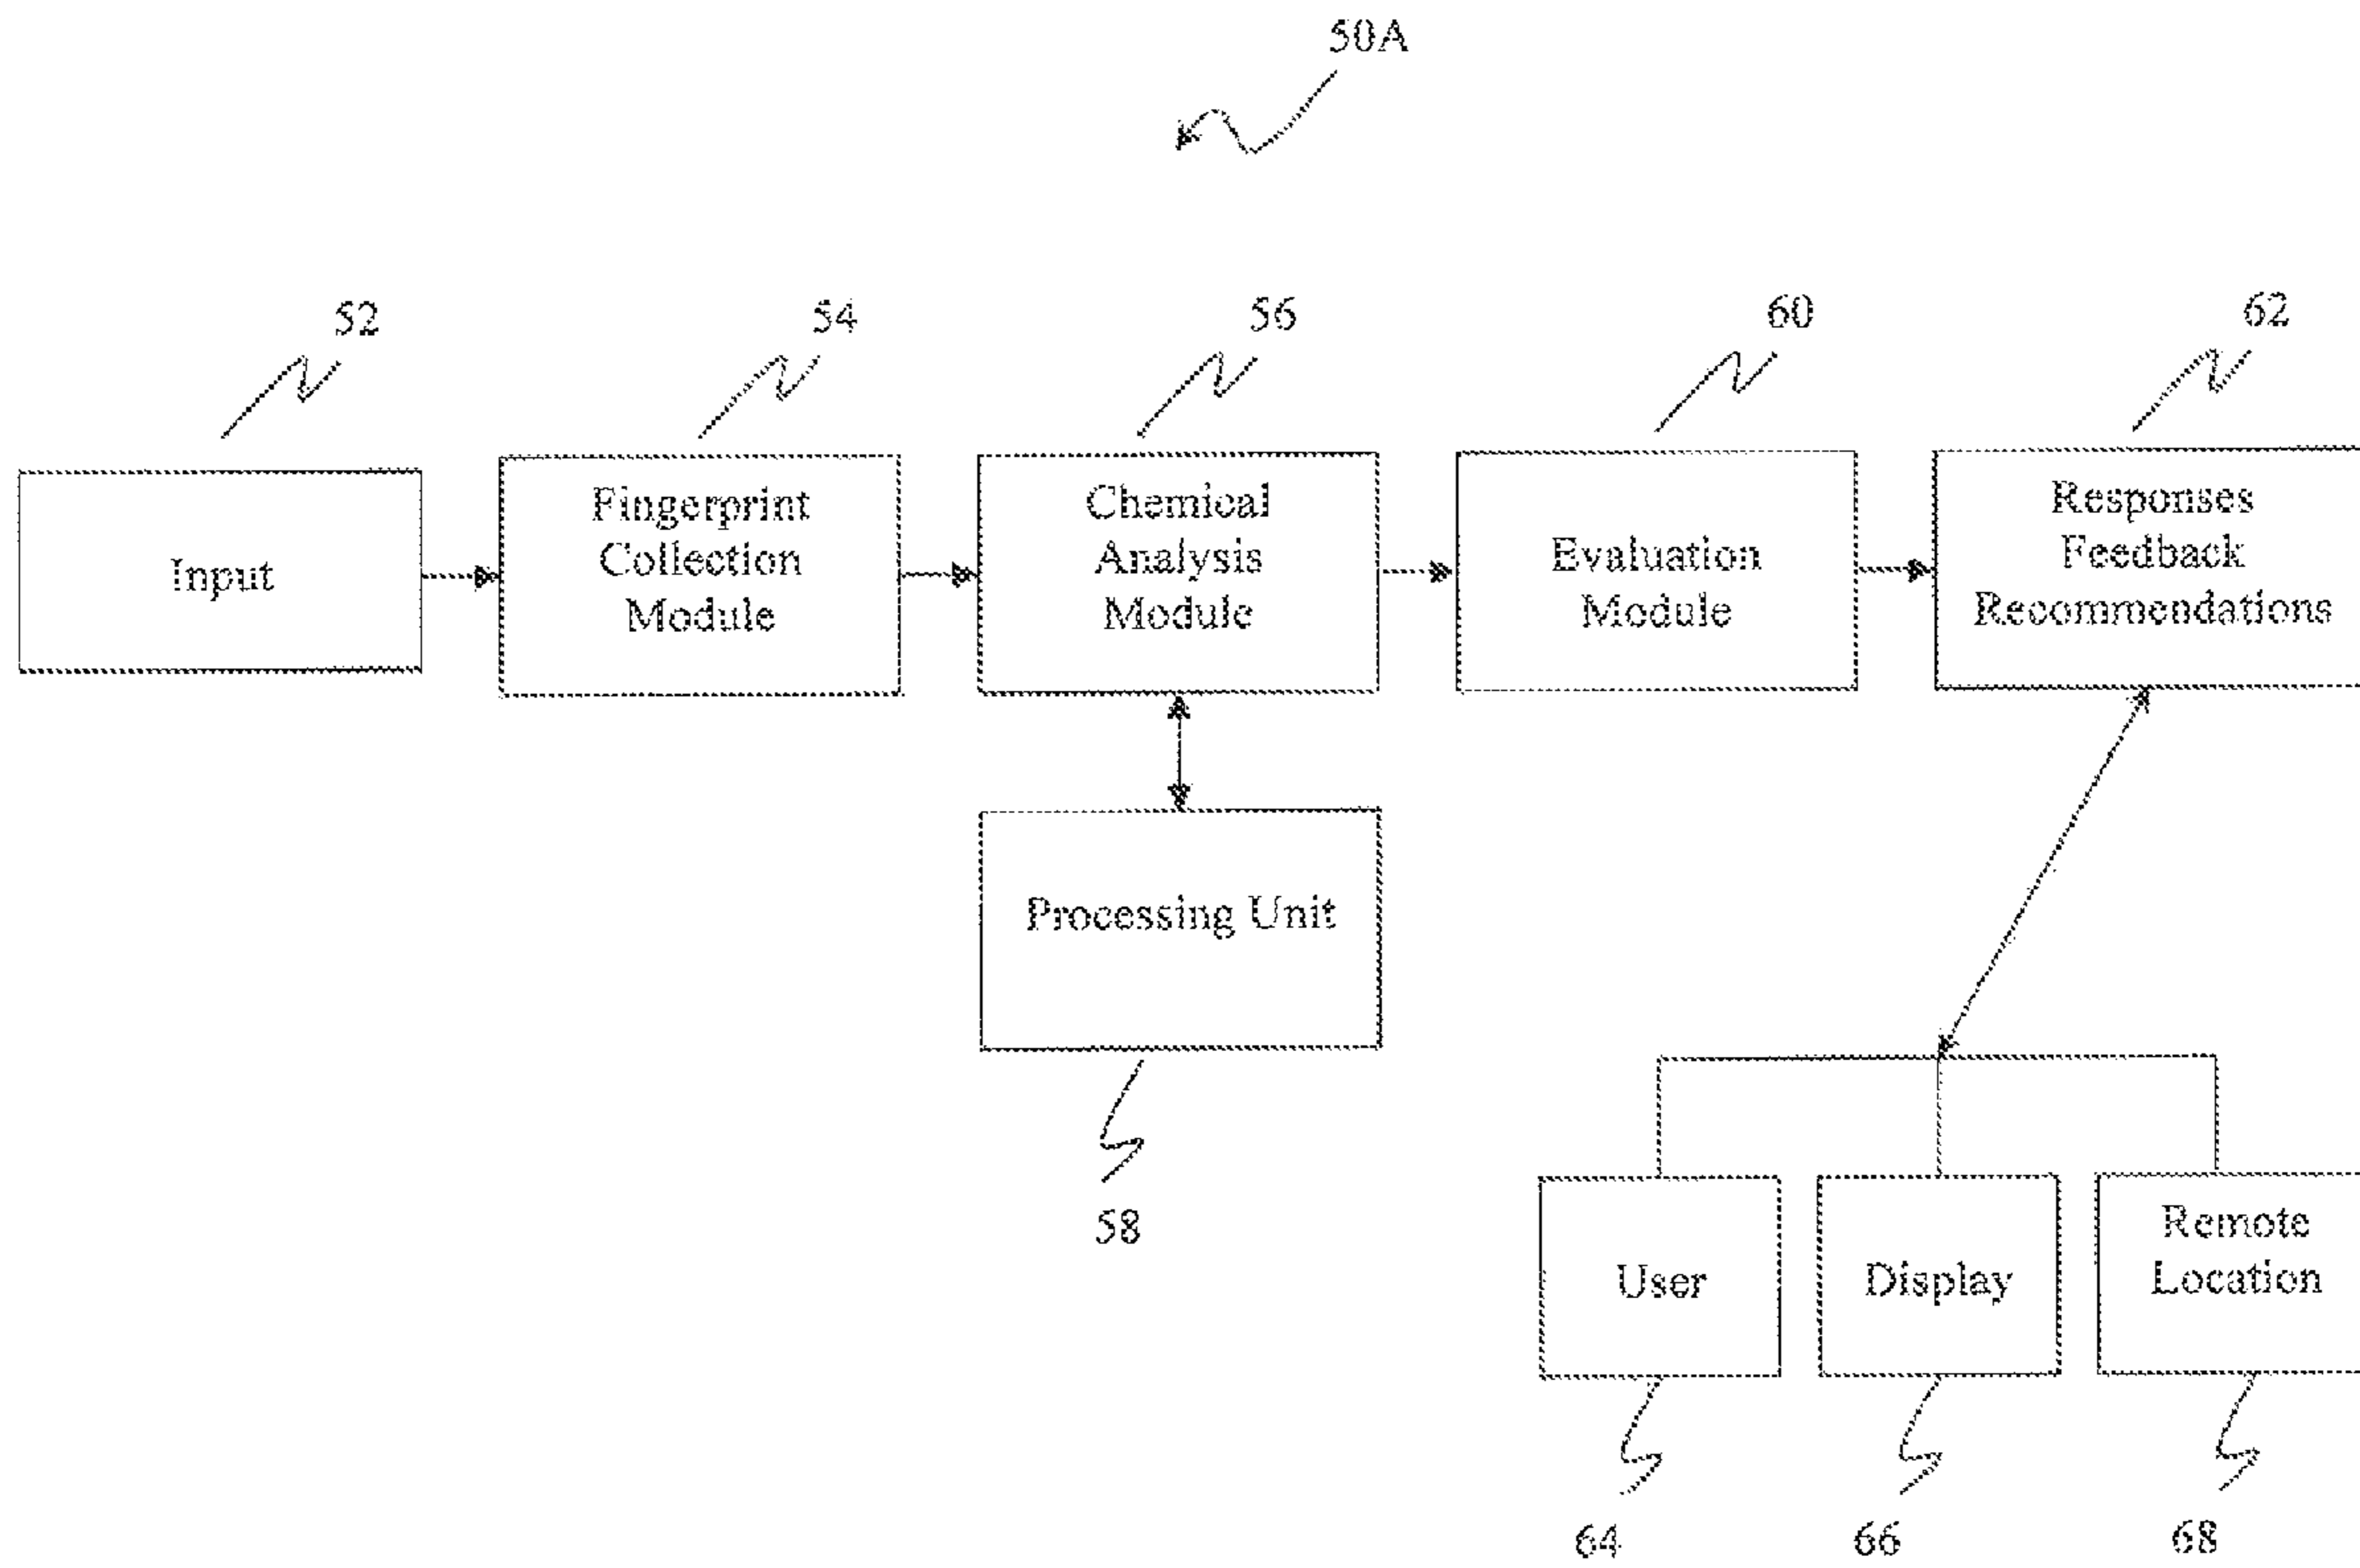 50A
52
54
56
60
62
Input
Fingerprint
Collection
Module
Chemical
Analysis
Module
Evaluation
Module
Responses
Feedback
Recommendations
Processing Unit
58
User
Display
Remote
Location
64
66
68